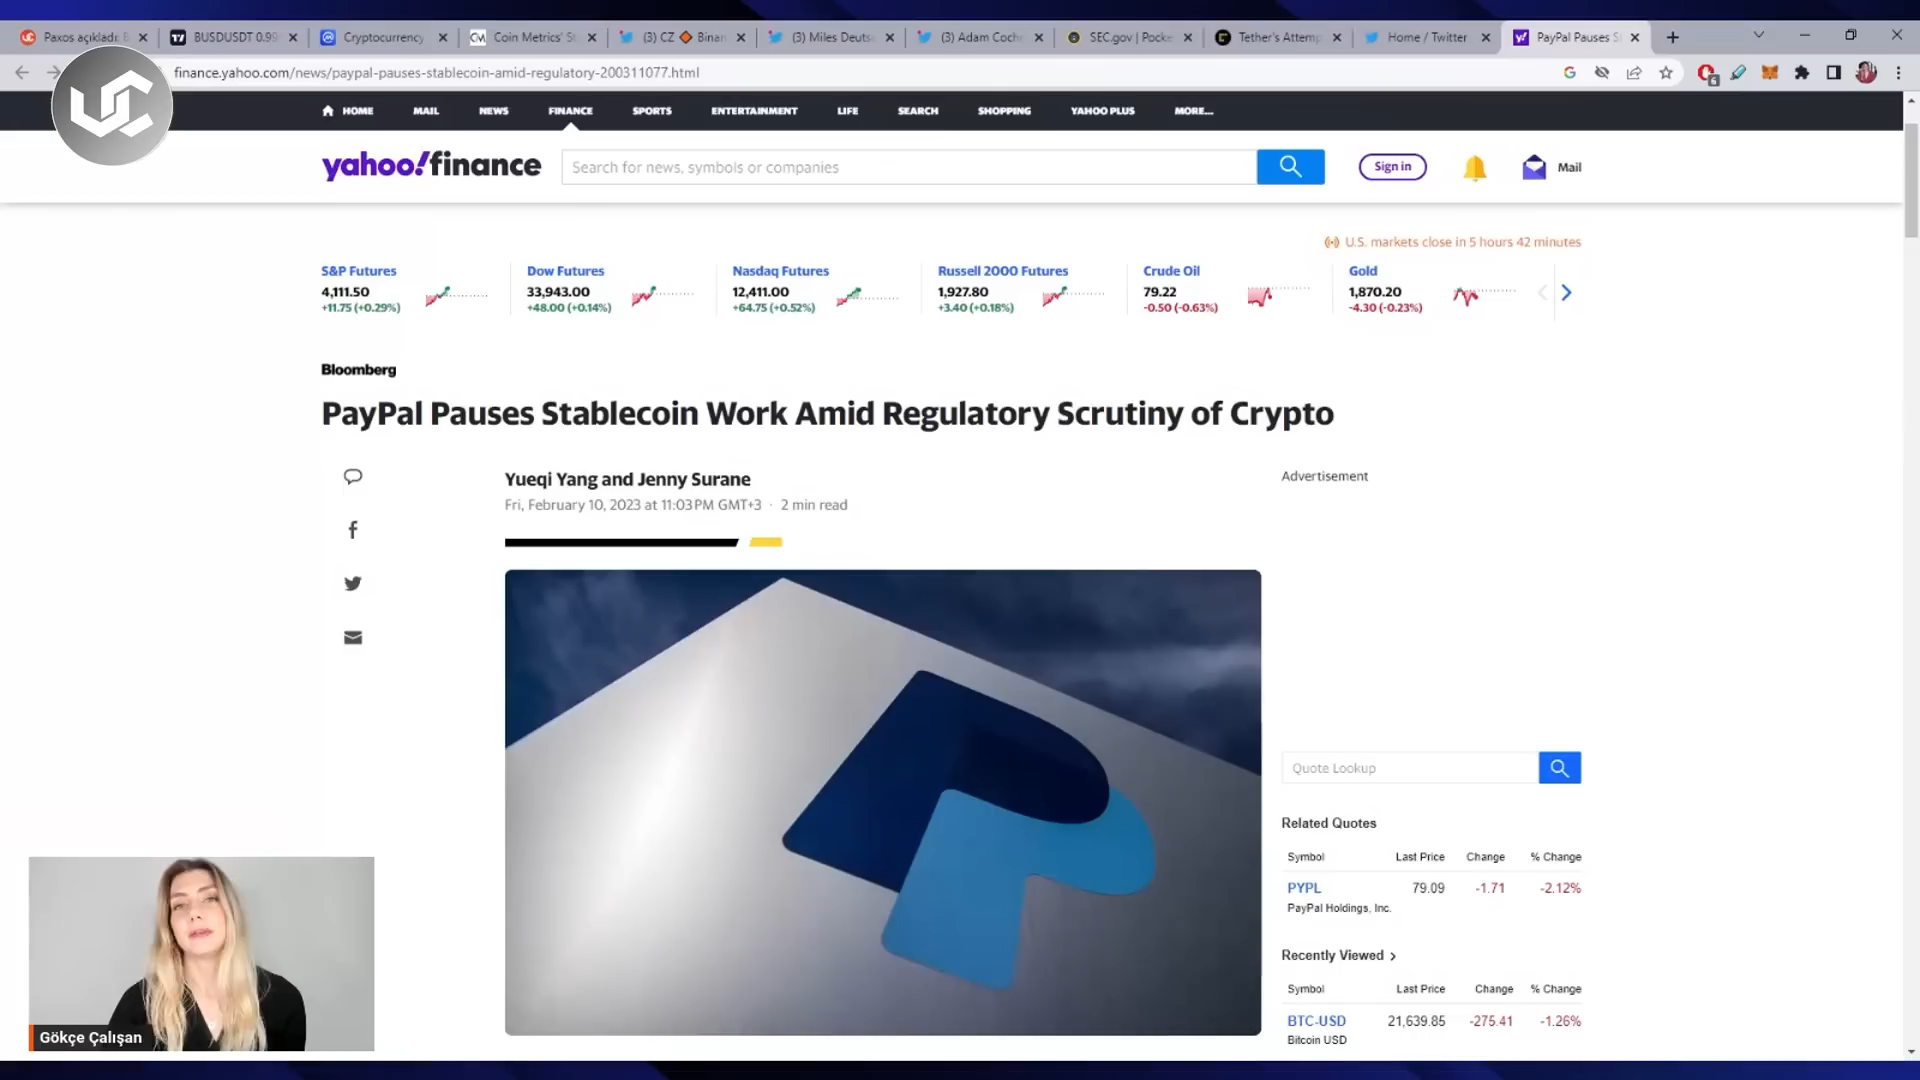 Paxos açıkladı:
BUSDUSDT 0.99
Cryptocurrency
Coin Metrics' St
(3) CZ 🔶 Binan
(3) Miles Deuts
(3) Adam Coch
SEC.gov | Pocke
Tether's Attemp
Home / Twitter
PayPal Pauses S
finance.yahoo.com/news/paypal-pauses-stablecoin-amid-regulatory-200311077.html
UC
HOME MAIL NEWS FINANCE SPORTS ENTERTAINMENT LIFE SEARCH SHOPPING YAHOO PLUS MORE...
yahoo!finance
Search for news, symbols or companies
Sign in
Mail
U.S. markets close in 5 hours 42 minutes
S&P Futures
4,111.50
+11.75 (+0.29%)
Dow Futures
33,943.00
+48.00 (+0.14%)
Nasdaq Futures
12,411.00
+64.75 (+0.52%)
Russell 2000 Futures
1,927.80
+3.40 (+0.18%)
Crude Oil
79.22
-0.50 (-0.63%)
Gold
1,870.20
-4.30 (-0.23%)
Bloomberg
PayPal Pauses Stablecoin Work Amid Regulatory Scrutiny of Crypto
Yueqi Yang and Jenny Surane
Fri, February 10, 2023 at 11:03 PM GMT+3 · 2 min read
Advertisement
Quote Lookup
Related Quotes
Symbol Last Price Change % Change
PYPL 79.09 -1.71 -2.12%
PayPal Holdings, Inc.
Recently Viewed
Symbol Last Price Change % Change
BTC-USD 21,639.85 -275.41 -1.26%
Bitcoin USD
Gökçe Çalışan